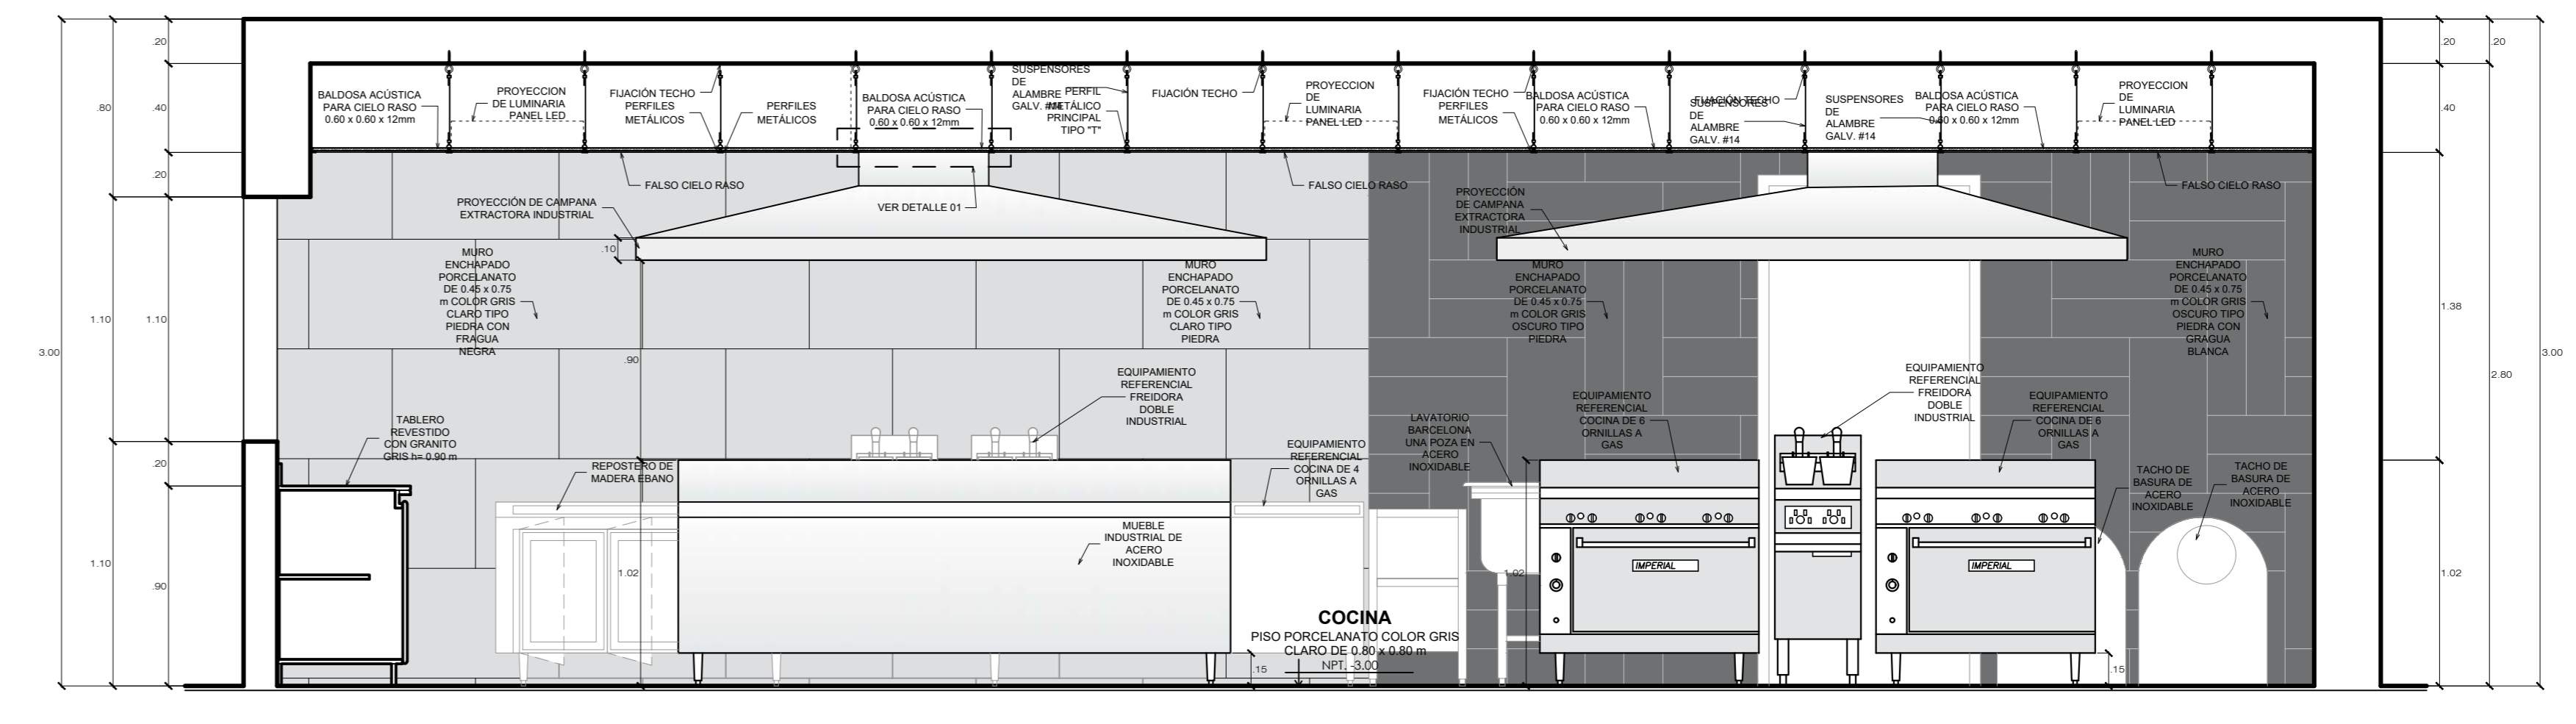 .20
.80
.40
.20
1.10
1.10
3.00
.20
1.10
.90
BALDOSA ACÚSTICA
PARA CIELO RASO
0.60 x 0.60 x 12mm
PROYECCION
DE LUMINARIA
PANEL LED
FIJACIÓN TECHO
PERFILES
METÁLICOS
PERFILES
METÁLICOS
BALDOSA ACÚSTICA
PARA CIELO RASO
0.60 x 0.60 x 12mm
SUSPENSORES
DE
ALAMBRE
GALV. #14
PERFIL
METÁLICO
PRINCIPAL
TIPO "T"
FIJACIÓN TECHO
PROYECCION
DE
LUMINARIA
PANEL LED
FIJACIÓN TECHO
PERFILES
METÁLICOS
BALDOSA ACÚSTICA
PARA CIELO RASO
0.60 x 0.60 x 12mm
FIJACIÓN TECHO
SUSPENSORES
DE
ALAMBRE
GALV. #14
SUSPENSORES
DE
ALAMBRE
GALV. #14
BALDOSA ACÚSTICA
PARA CIELO RASO
0.60 x 0.60 x 12mm
PROYECCION
DE
LUMINARIA
PANEL LED
FALSO CIELO RASO
FALSO CIELO RASO
FALSO CIELO RASO
PROYECCIÓN DE CAMPANA
EXTRACTORA INDUSTRIAL
VER DETALLE 01
PROYECCIÓN
DE CAMPANA
EXTRACTORA
INDUSTRIAL
.10
MURO
ENCHAPADO
PORCELANATO
DE 0.45 x 0.75
m COLOR GRIS
CLARO TIPO
PIEDRA CON
FRAGUA
NEGRA
MURO
ENCHAPADO
PORCELANATO
DE 0.45 x 0.75
m COLOR GRIS
CLARO TIPO
PIEDRA
MURO
ENCHAPADO
PORCELANATO
DE 0.45 x 0.75
m COLOR GRIS
OSCURO TIPO
PIEDRA
MURO
ENCHAPADO
PORCELANATO
DE 0.45 x 0.75
m COLOR GRIS
OSCURO TIPO
PIEDRA CON
GRAGUA
BLANCA
.90
EQUIPAMIENTO
REFERENCIAL
FREIDORA
DOBLE
INDUSTRIAL
EQUIPAMIENTO
REFERENCIAL
COCINA DE 6
ORNILLAS A
GAS
EQUIPAMIENTO
REFERENCIAL
FREIDORA
DOBLE
INDUSTRIAL
EQUIPAMIENTO
REFERENCIAL
COCINA DE 6
ORNILLAS A
GAS
TABLERO
REVESTIDO
CON GRANITO
GRIS h= 0.90 m
REPOSTERO DE
MADERA EBANO
EQUIPAMIENTO
REFERENCIAL
COCINA DE 4
ORNILLAS A
GAS
LAVATORIO
BARCELONA
UNA POZA EN
ACERO
INOXIDABLE
TACHO DE
BASURA DE
ACERO
INOXIDABLE
TACHO DE
BASURA DE
ACERO
INOXIDABLE
MUEBLE
INDUSTRIAL DE
ACERO
INOXIDABLE
1.02
1.02
IMPERIAL
IMPERIAL
COCINA
PISO PORCELANATO COLOR GRIS
CLARO DE 0.80 x 0.80 m
NPT. -3.00
.15
.15
.20
.20
.40
1.38
3.00
2.80
1.02